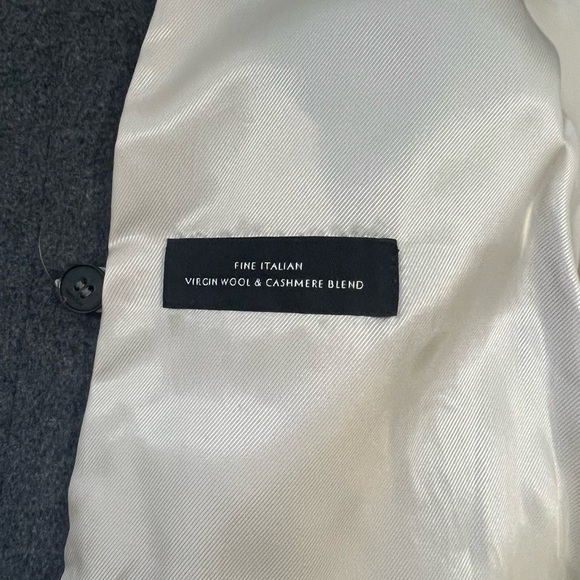 FINE ITALIAN
VIRGIN WOOL & CASHMERE BLEND